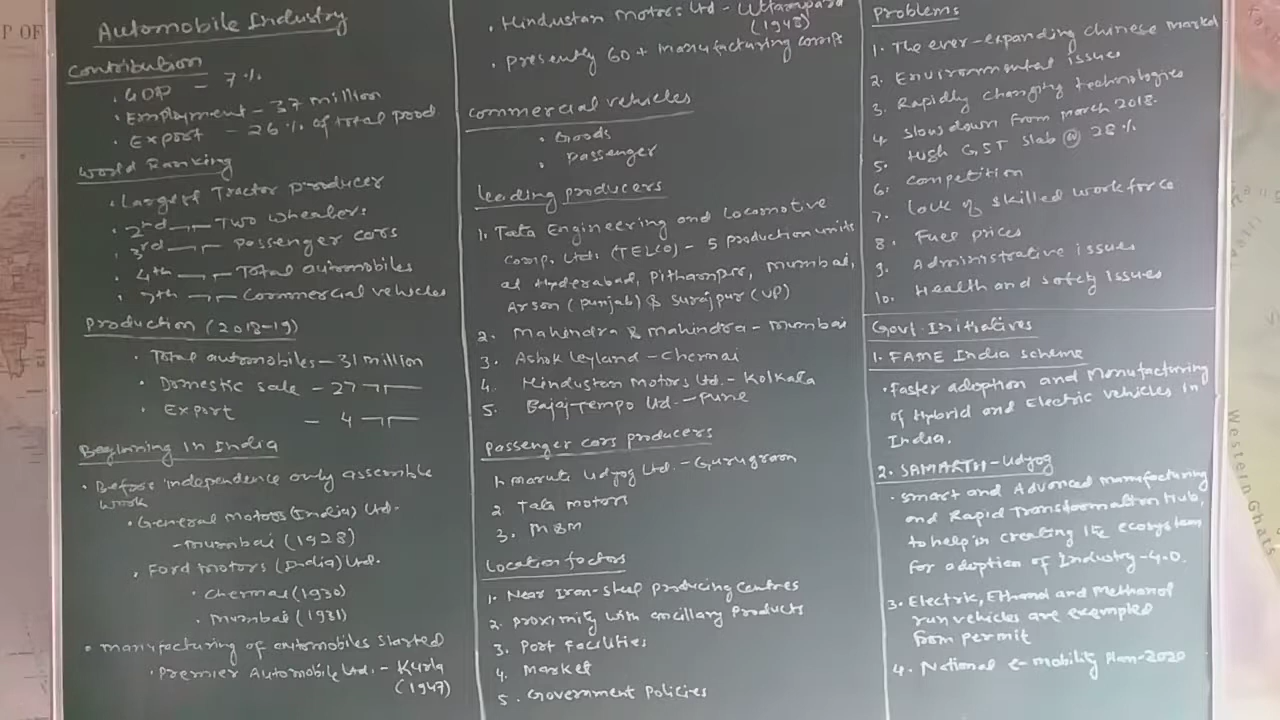 Automobile Industry
Contribution
• GDP - 7%
• Employment - 37 million
• Export - 26% of total prod.
World Ranking
• Largest Tractor producer
• 2nd —„— Two wheelers
• 3rd —„— Passenger cars
• 4th —„— Total automobiles
• 7th —„— Commercial vehicles
Production (2018-19)
• Total automobiles - 31 million
• Domestic sale - 27 —„—
• Export - 4 —„—
Beginning in India
• Before independence only assemble
work
• General Motors (India) Ltd.
- Mumbai (1928)
• Ford Motors (India) Ltd.
• Chennai (1930)
• Mumbai (1931)
• Manufacturing of automobiles started
• Premier Automobile Ltd. - Kurla
(1947)
• Hindustan Motors Ltd - Uttarpara
(1948)
• Presently 60+ manufacturing comps
Commercial vehicles
• Goods
• Passenger
Leading producers
1. Tata Engineering and Locomotive
Comp. Ltd. (TELCO) - 5 production units
at Hyderabad, Pithampur, Mumbai,
Arson (Punjab) & Surajpur (UP)
2. Mahindra & Mahindra - Mumbai
3. Ashok Leyland - Chennai
4. Hindustan Motors Ltd. - Kolkata
5. Bajaj-Tempo Ltd. - Pune
Passenger cars producers
1. Maruti Udyog Ltd. - Gurugram
2. Tata Motors
3. M&M
Location factors
1. Near Iron-steel producing centres
2. Proximity with ancillary products
3. Port Facilities
4. Market
5. Government Policies
Problems
1. The ever-expanding chinese market
2. Environmental issues
3. Rapidly changing technologies
4. Slowdown from march 2018.
5. High GST slab @ 28%
6. Competition
7. Lack of skilled workforce
8. Fuel prices
9. Administrative issues
10. Health and safety issues
Govt. Initiatives
1. FAME India scheme
• Faster adoption and Manufacturing
of Hybrid and Electric vehicles in
India.
2. SAMARTH - Udyog
• Smart and Advanced manufacturing
and Rapid Transformation Hub,
to help in creating the ecosystem
for adoption of Industry-4.0.
3. Electric, Ethanol and Methanol
run vehicles are exempted
from permit
4. National e-mobility Plan-2020
P OF
Western Ghats